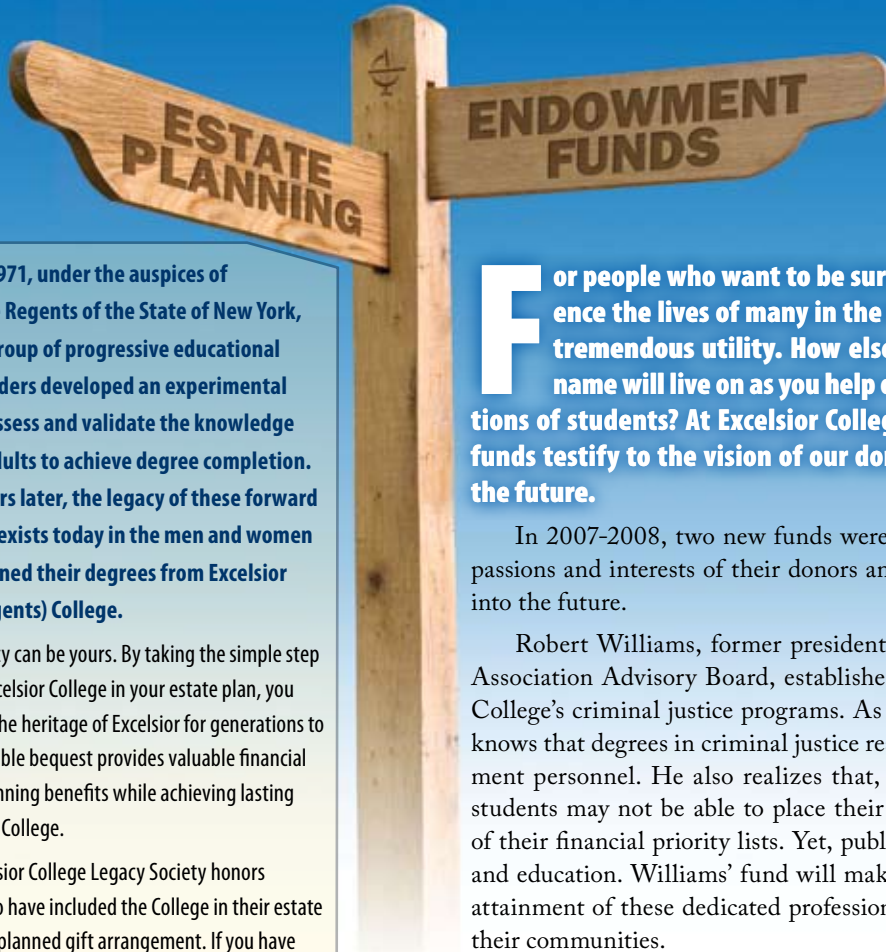 ESTATE
PLANNING
ENDOWMENT
FUNDS
971, under the auspices of
Regents of the State of New York,
roup of progressive educational
ders developed an experimental
ssess and validate the knowledge
dults to achieve degree completion.
rs later, the legacy of these forward
exists today in the men and women
ned their degrees from Excelsior
gents) College.
y can be yours. By taking the simple step
celsior College in your estate plan, you
he heritage of Excelsior for generations to
ble bequest provides valuable financial
nning benefits while achieving lasting
College.
sior College Legacy Society honors
o have included the College in their estate
planned gift arrangement. If you have
For people who want to be sur
ence the lives of many in the
tremendous utility. How else
name will live on as you help
tions of students? At Excelsior Colleg
funds testify to the vision of our don
the future.
In 2007-2008, two new funds were
passions and interests of their donors an
into the future.
Robert Williams, former president
Association Advisory Board, establishe
College's criminal justice programs. As
knows that degrees in criminal justice re
ment personnel. He also realizes that,
students may not be able to place their
of their financial priority lists. Yet, publ
and education. Williams' fund will mak
attainment of these dedicated profession
their communities.